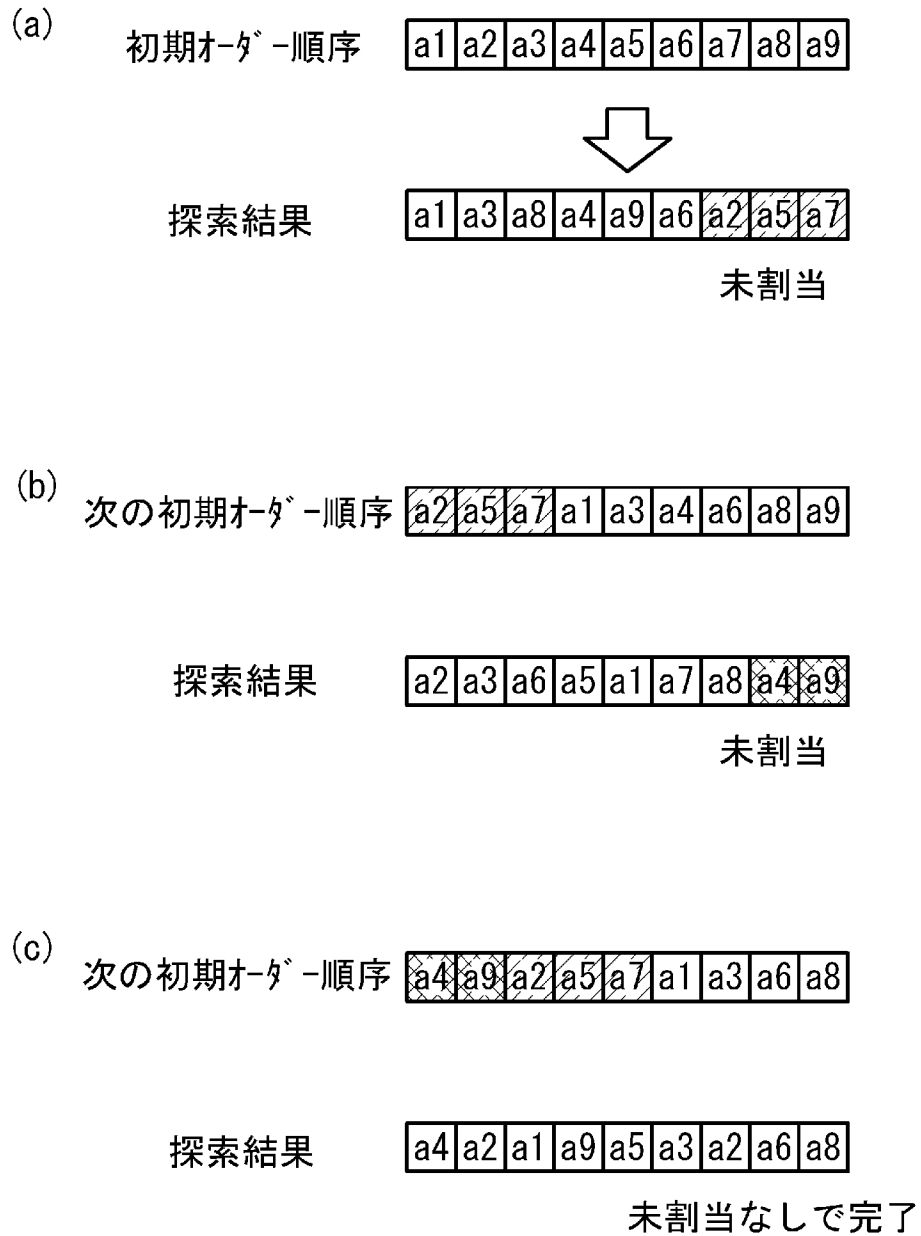 (a)
初期オーダー順序 a1 a2 a3 a4 a5 a6 a7 a8 a9
探索結果 a1 a3 a8 a4 a9 a6 a2 a5 a7
未割当
(b)
次の初期オーダー順序 a2 a5 a7 a1 a3 a4 a6 a8 a9
探索結果 a2 a3 a6 a5 a1 a7 a8 a4 a9
未割当
(c)
次の初期オーダー順序 a4 a9 a2 a5 a7 a1 a3 a6 a8
探索結果 a4 a2 a1 a9 a5 a3 a2 a6 a8
未割当なしで完了